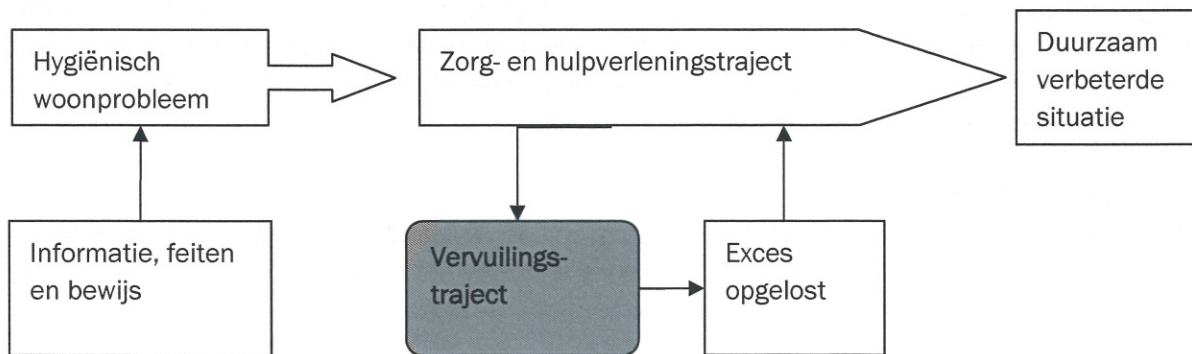 Hygiënisch
woonprobleem
Zorg- en hulpverleningstraject
Duurzaam
verbeterde
situatie
Informatie, feiten
en bewijs
Vervuilings-
traject
Exces
opgelost